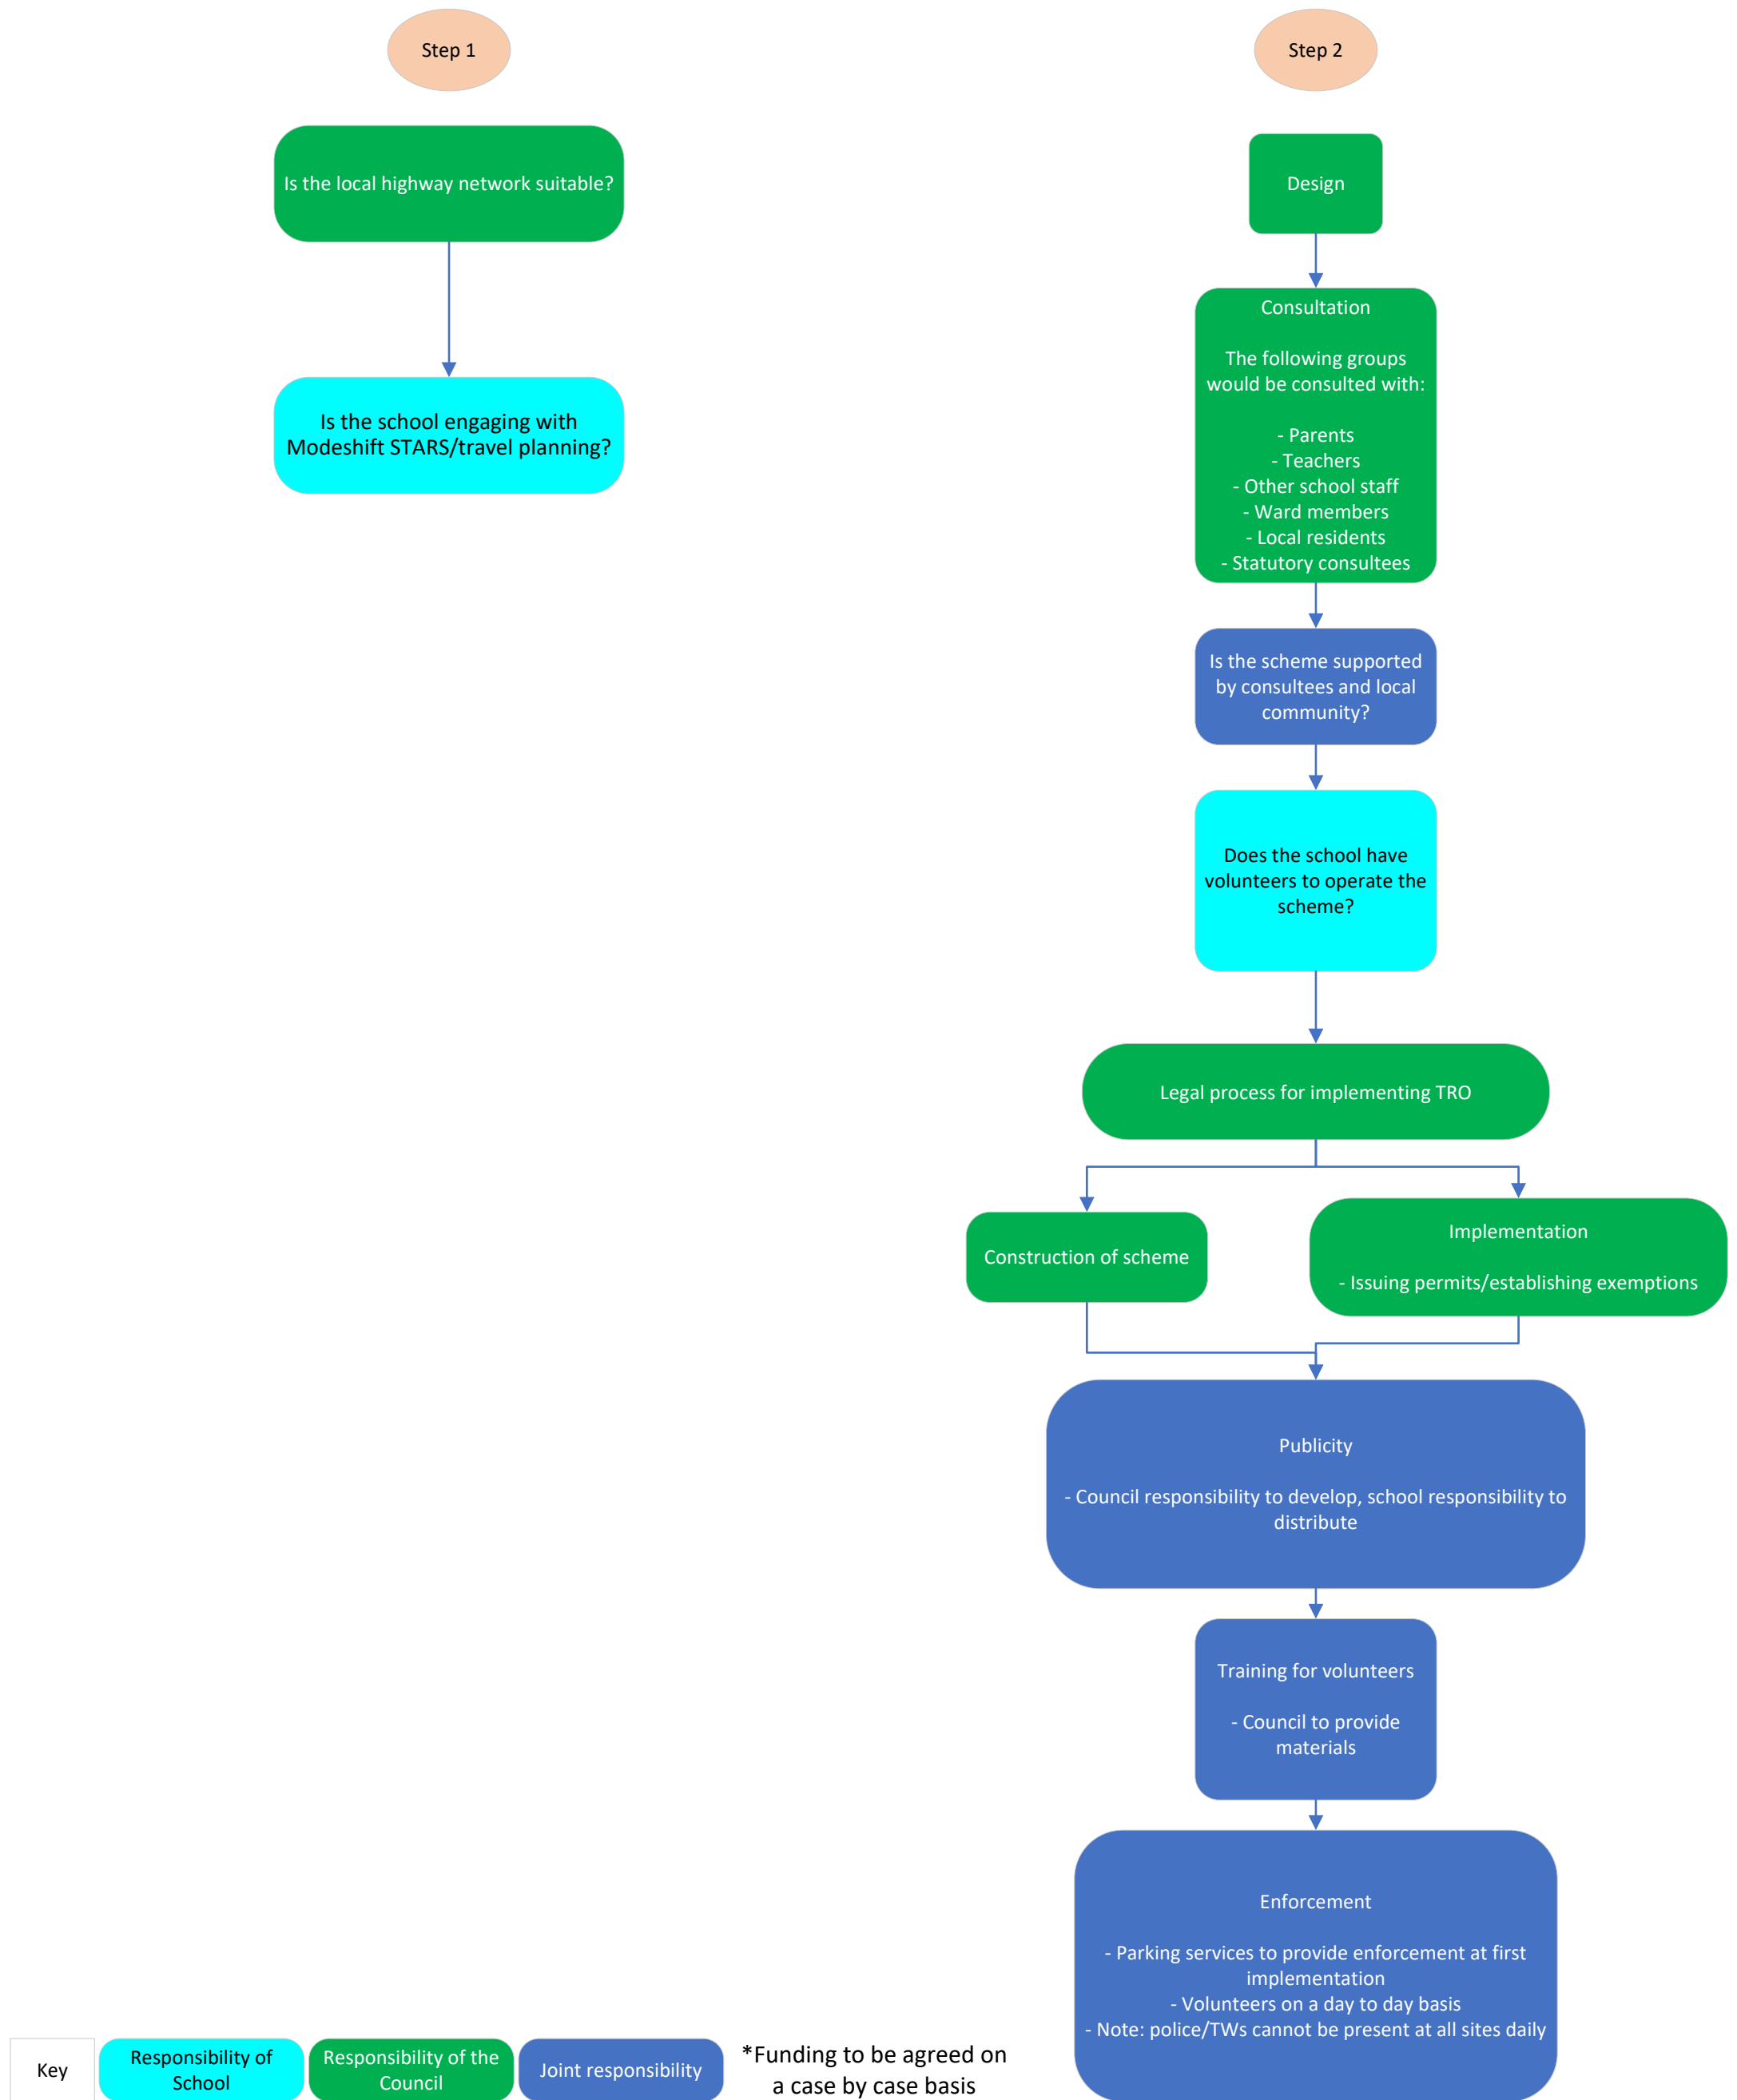 Step 1
Is the local highway network suitable?
Is the school engaging with
Modeshift STARS/travel planning?
Step 2
Design
Consultation
The following groups
would be consulted with:
- Parents
- Teachers
- Other school staff
- Ward members
- Local residents
- Statutory consultees
Is the scheme supported
by consultees and local
community?
Does the school have
volunteers to operate the
scheme?
Legal process for implementing TRO
Construction of scheme
Implementation
- Issuing permits/establishing exemptions
Publicity
- Council responsibility to develop, school responsibility to
distribute
Training for volunteers
- Council to provide
materials
Enforcement
- Parking services to provide enforcement at first
implementation
- Volunteers on a day to day basis
- Note: police/TWs cannot be present at all sites daily
Key
Responsibility of
School
Responsibility of the
Council
Joint responsibility
*Funding to be agreed on
a case by case basis